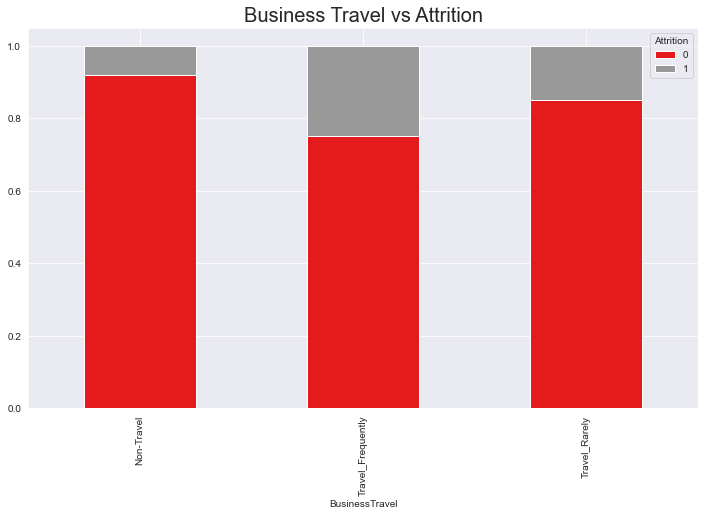 Business Travel vs Attrition
Attrition
0
1
1.0
0.8
0.6
0.4
0.2
0.0
Non-Travel
Travel_Frequently
Travel_Rarely
BusinessTravel